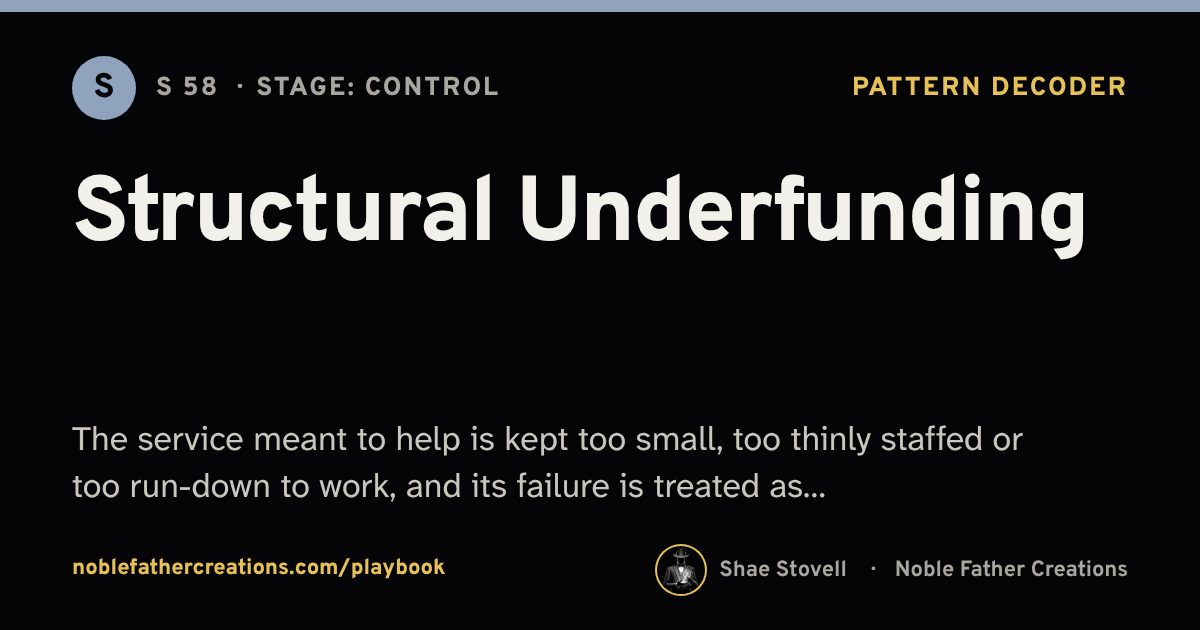 S
S 58 · STAGE: CONTROL
PATTERN DECODER
Structural Underfunding
The service meant to help is kept too small, too thinly staffed or
too run-down to work, and its failure is treated as...
noblefathercreations.com/playbook
Shae Stovell · Noble Father Creations